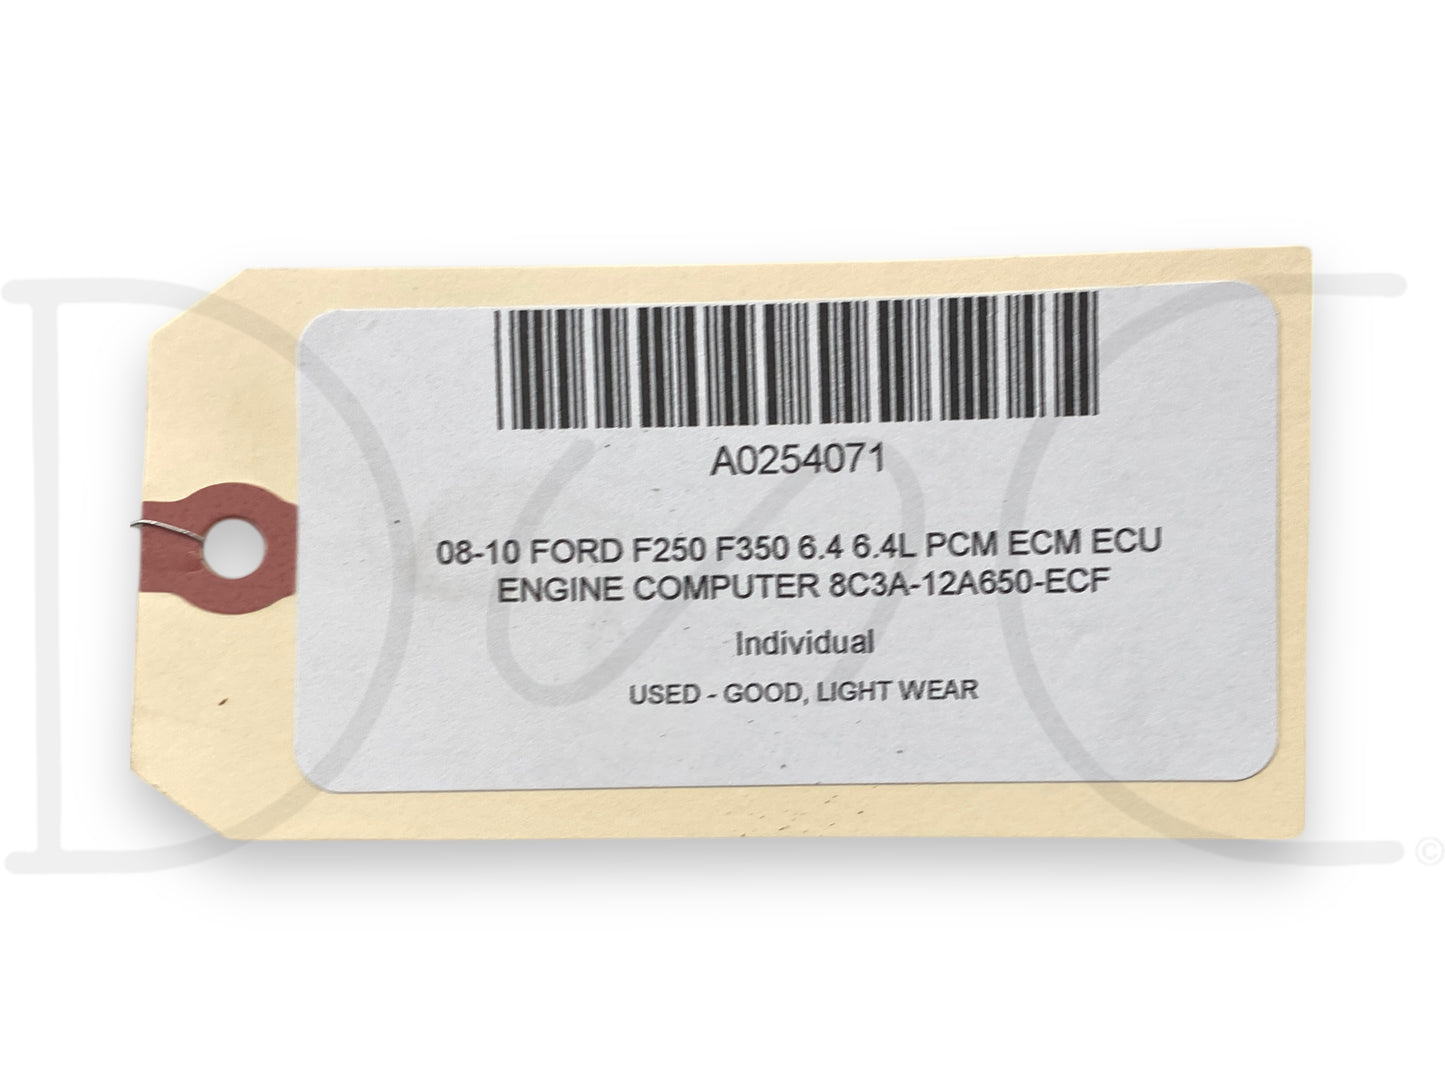 A0254071
08-10 FORD F250 F350 6.4 6.4L PCM ECM ECU
ENGINE COMPUTER 8C3A-12A650-ECF
Individual
USED - GOOD, LIGHT WEAR
©